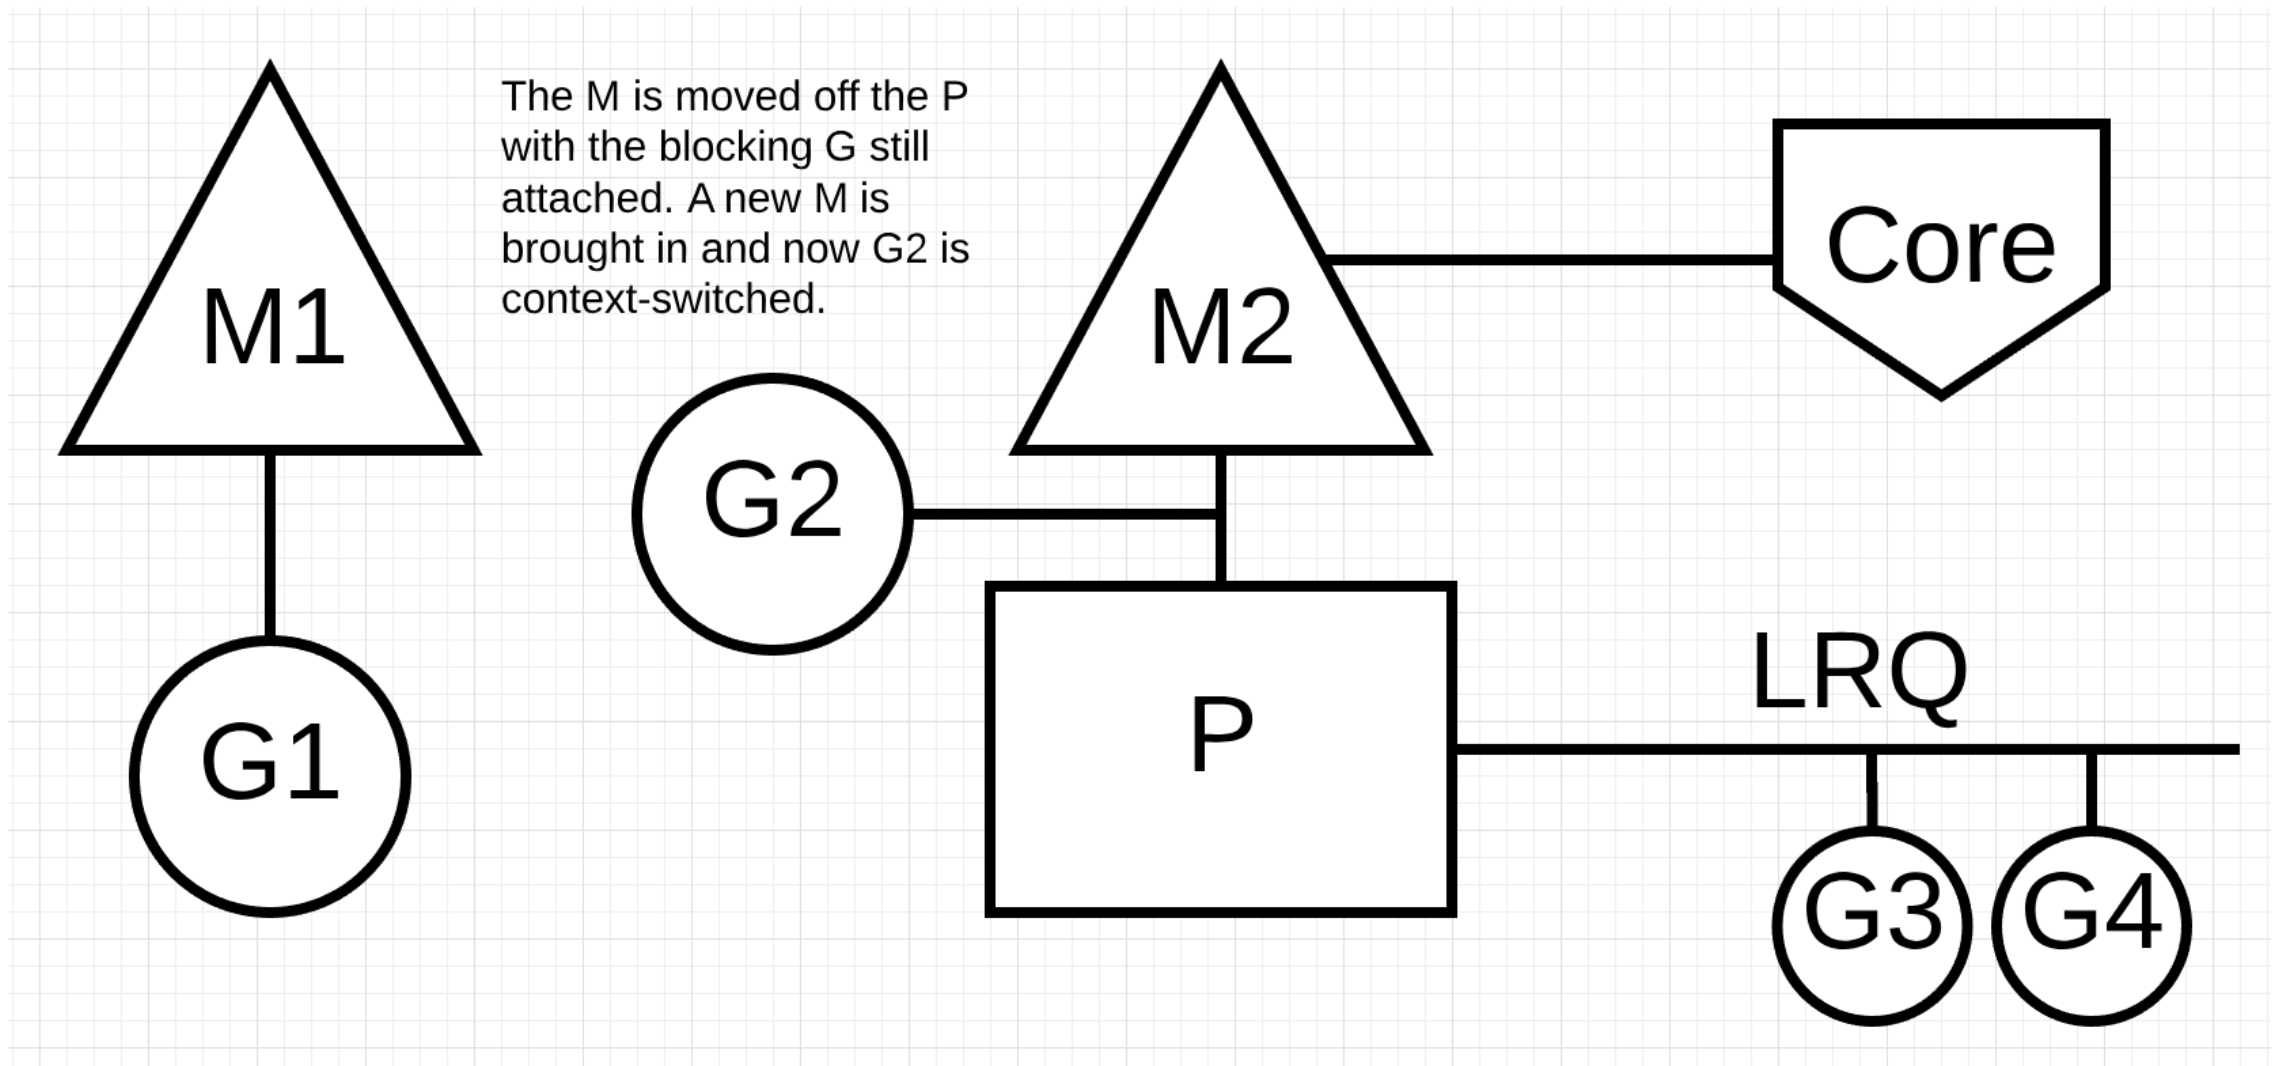 The M is moved off the P
with the blocking G still
attached. A new M is
brought in and now G2 is
context-switched.
M1
M2
Core
G2
G1
P
LRQ
G3
G4